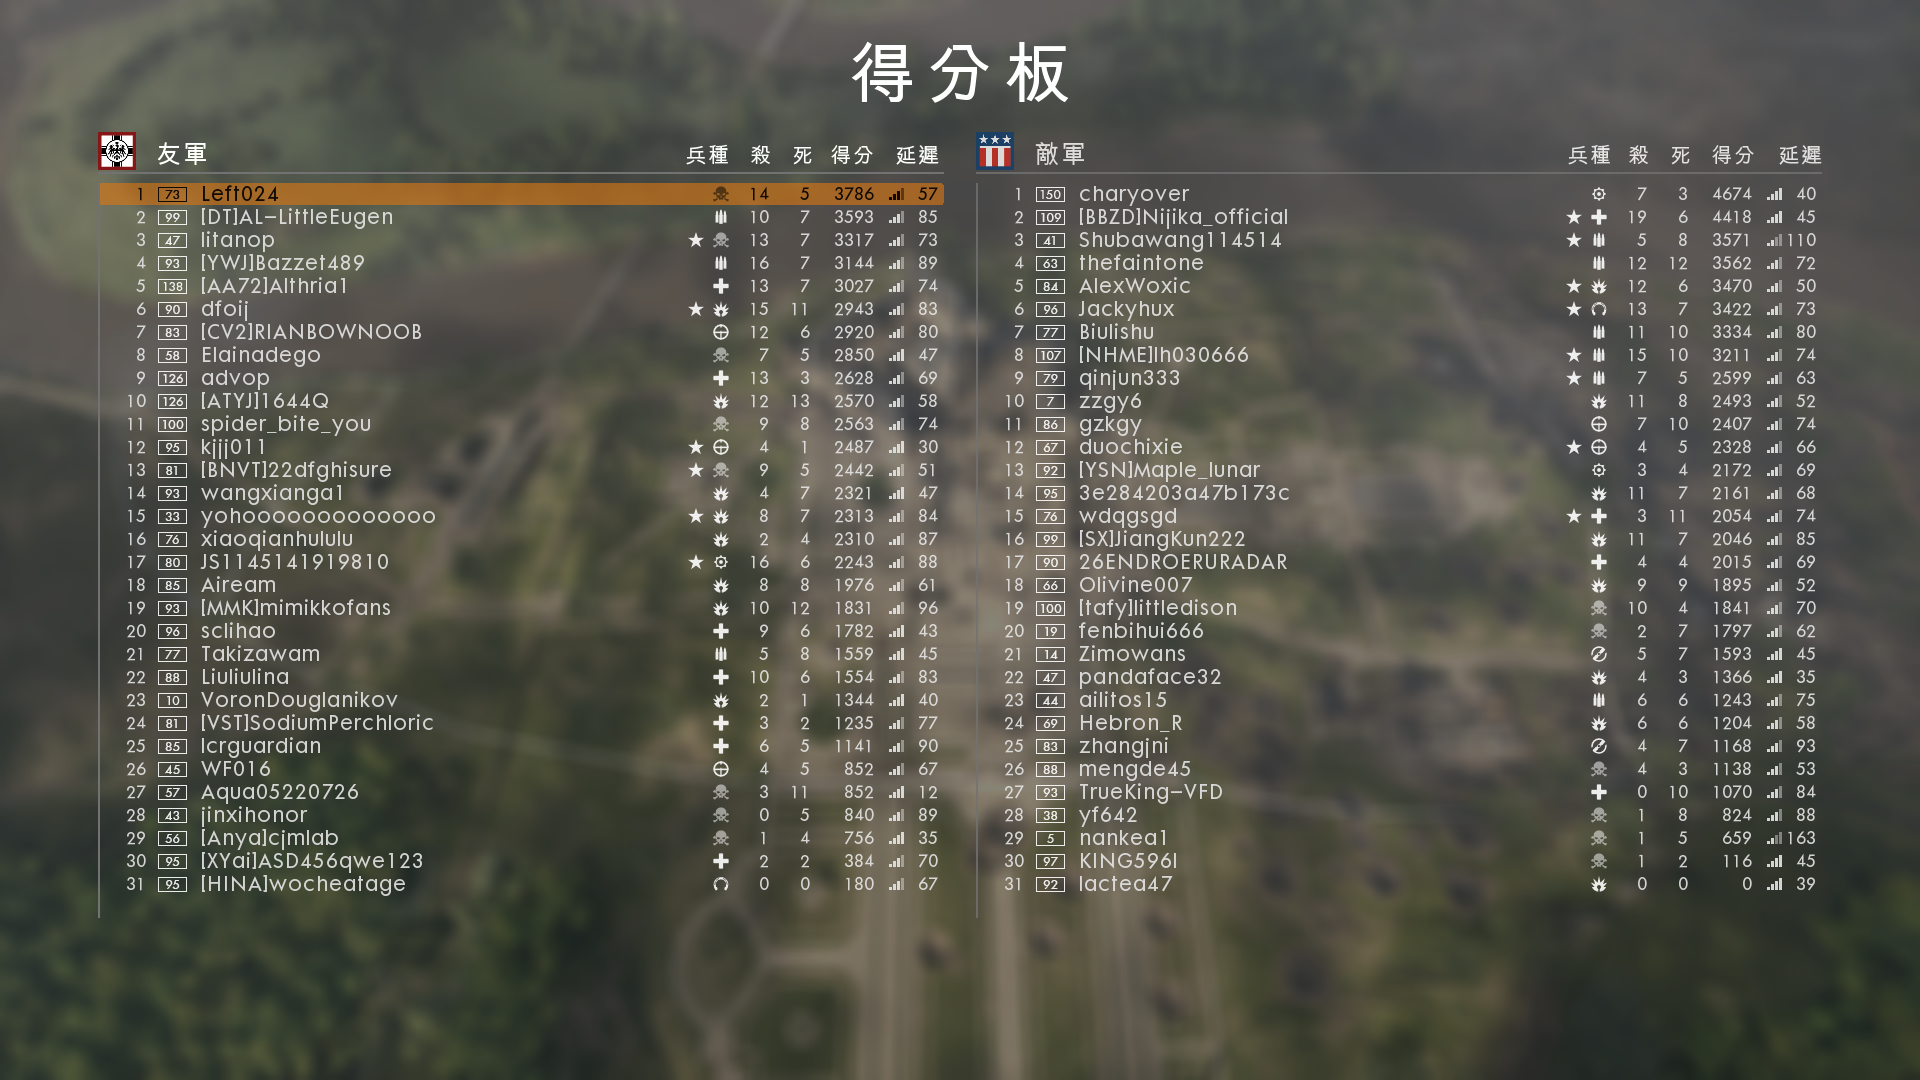 得分板
友軍 兵種 殺 死 得分 延遲
1 73 Left024 14 5 3786 57
2 99 [DT]AL-LittleEugen 10 7 3593 85
3 47 litanop 13 7 3317 73
4 93 [YWJ]Bazzet489 16 7 3144 89
5 138 [AA72]Althria1 13 7 3027 74
6 90 dfoij 15 11 2943 83
7 83 [CV2]RIANBOWNOOB 12 6 2920 80
8 58 Elainadego 7 5 2850 47
9 126 advop 13 3 2628 69
10 126 [ATYJ]1644Q 12 13 2570 58
11 100 spider_bite_you 9 8 2563 74
12 95 kjjj011 4 1 2487 30
13 81 [BNVT]22dfghisure 9 5 2442 51
14 93 wangxianga1 4 7 2321 47
15 33 yohooooooooooooo 8 7 2313 84
16 76 xiaoqianhululu 2 4 2310 87
17 80 JS1145141919810 16 6 2243 88
18 85 Aiream 8 8 1976 61
19 93 [MMK]mimikkofans 10 12 1831 96
20 96 sclihao 9 6 1782 43
21 77 Takizawam 5 8 1559 45
22 88 Liuliulina 10 6 1554 83
23 10 VoronDouglanikov 2 1 1344 40
24 81 [VST]SodiumPerchloric 3 2 1235 77
25 85 lcrguardian 6 5 1141 90
26 45 WF016 4 5 852 67
27 57 Aqua05220726 3 11 852 12
28 43 jinxihonor 0 5 840 89
29 56 [Anya]cjmlab 1 4 756 35
30 95 [XYai]ASD456qwe123 2 2 384 70
31 95 [HINA]wocheatage 0 0 180 67
敵軍 兵種 殺 死 得分 延遲
1 150 charyover 7 3 4674 40
2 109 [BBZD]Nijika_official 19 6 4418 45
3 41 Shubawang114514 5 8 3571 110
4 63 thefaintone 12 12 3562 72
5 84 AlexWoxic 12 6 3470 50
6 96 Jackyhux 13 7 3422 73
7 77 Biulishu 11 10 3334 80
8 107 [NHME]lh030666 15 10 3211 74
9 79 qinjun333 7 5 2599 63
10 7 zzgy6 11 8 2493 52
11 86 gzkgy 7 10 2407 74
12 67 duochixie 4 5 2328 66
13 92 [YSN]Maple_lunar 3 4 2172 69
14 95 3e284203a47b173c 11 7 2161 68
15 76 wdqgsgd 3 11 2054 74
16 99 [SX]JiangKun222 11 7 2046 85
17 90 26ENDROERURADAR 4 4 2015 69
18 66 Olivine007 9 9 1895 52
19 100 [tafy]littledison 10 4 1841 70
20 19 fenbihui666 2 7 1797 62
21 14 Zimowans 5 7 1593 45
22 47 pandaface32 4 3 1366 35
23 44 ailitos15 6 6 1243 75
24 69 Hebron_R 6 6 1204 58
25 83 zhangjni 4 7 1168 93
26 88 mengde45 4 3 1138 53
27 93 TrueKing-VFD 0 10 1070 84
28 38 yf642 1 8 824 88
29 5 nankea1 1 5 659 163
30 97 KING596I 1 2 116 45
31 92 lactea47 0 0 0 39